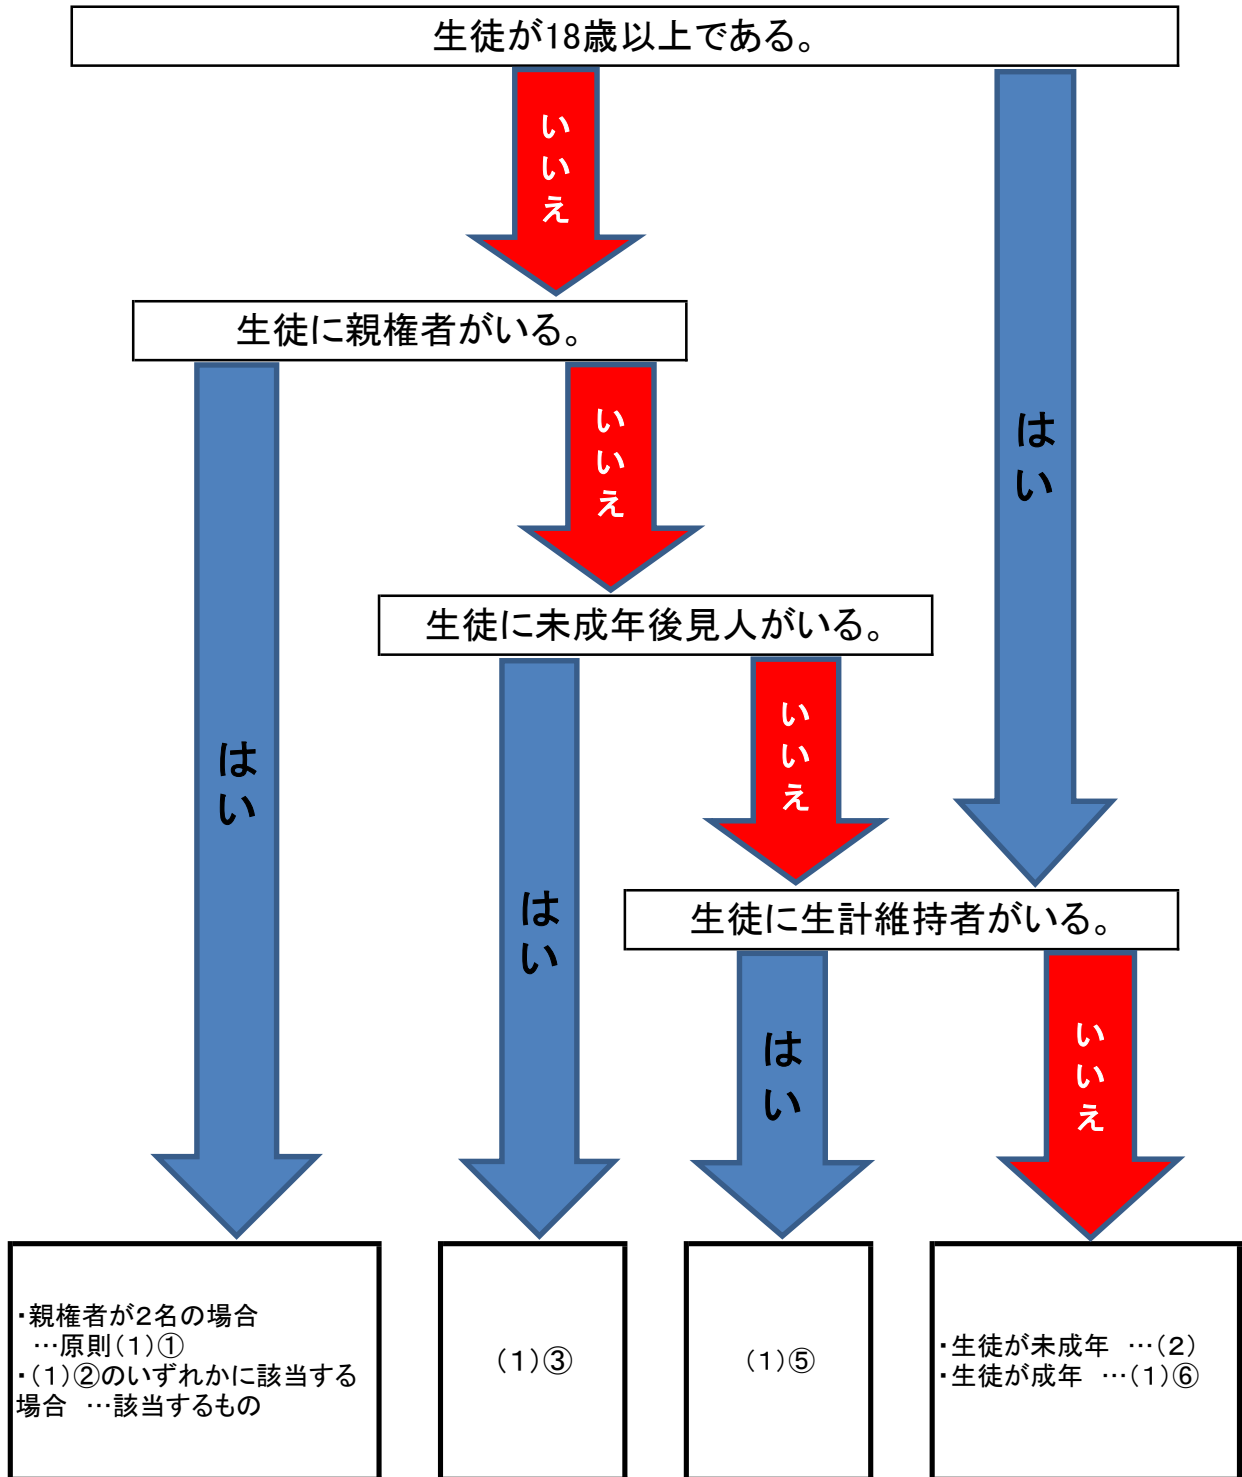 生徒が18歳以上である。
いいえ
生徒に親権者がいる。
いいえ
はい
生徒に未成年後見人がいる。
いいえ
はい
はい
生徒に生計維持者がいる。
はい
いいえ
・親権者が2名の場合
…原則(1)①
・(1)②のいずれかに該当する
場合 …該当するもの
(1)③
(1)⑤
・生徒が未成年 …(2)
・生徒が成年 …(1)⑥